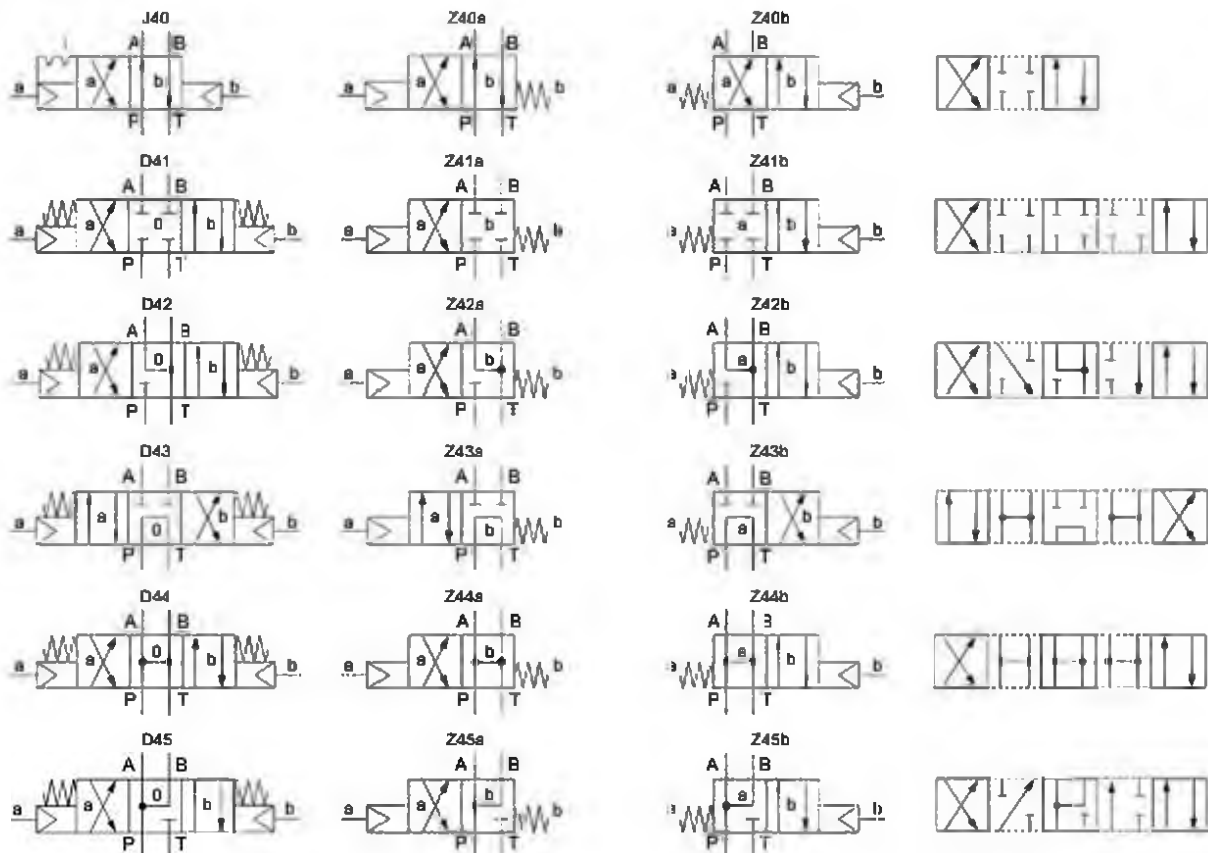 J40 Z40a Z40b
A B A B A B
a a b b a a b b a a b b
P T P T P T
D41 Z41a Z41b
A B A B A B
a a 0 b b a a b b a a b b
P T P T P T
D42 Z42a Z42b
A B A B A B
a a 0 b b a a b b a a b b
P T P T P T
D43 Z43a Z43b
A B A B A B
a a 0 b b a a b b a a b b
P T P T P T
D44 Z44a Z44b
A B A B A B
a a 0 b b a a b b a a b b
P T P T P T
D45 Z45a Z45b
A B A B A B
a a 0 b b a a b b a a b b
P T P T P T